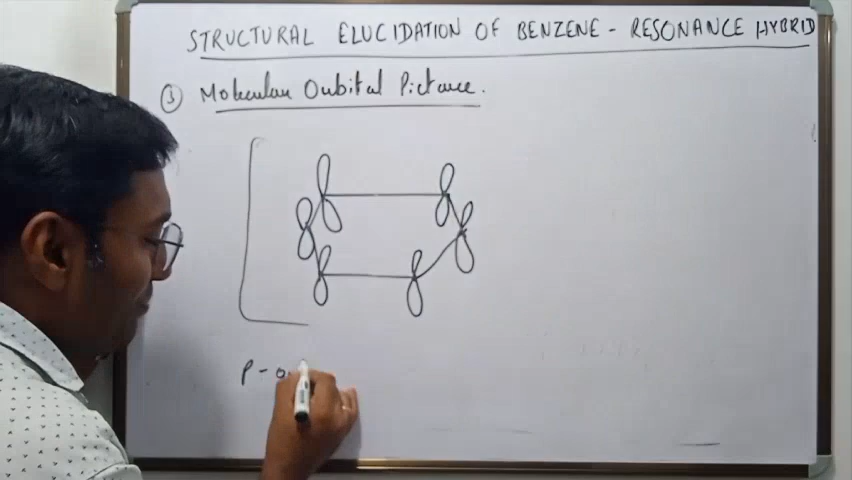 STRUCTURAL ELUCIDATION OF BENZENE - RESONANCE HYBRID
③ Molecular Orbital Picture.
P - o